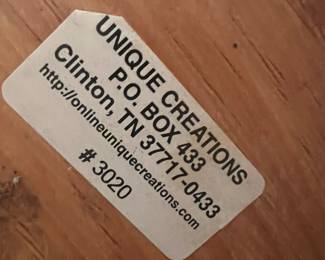 UNIQUE CREATIONS
P.O. BOX 433
Clinton, TN 37717-0433
http://onlineuniquecreations.com
# 3020